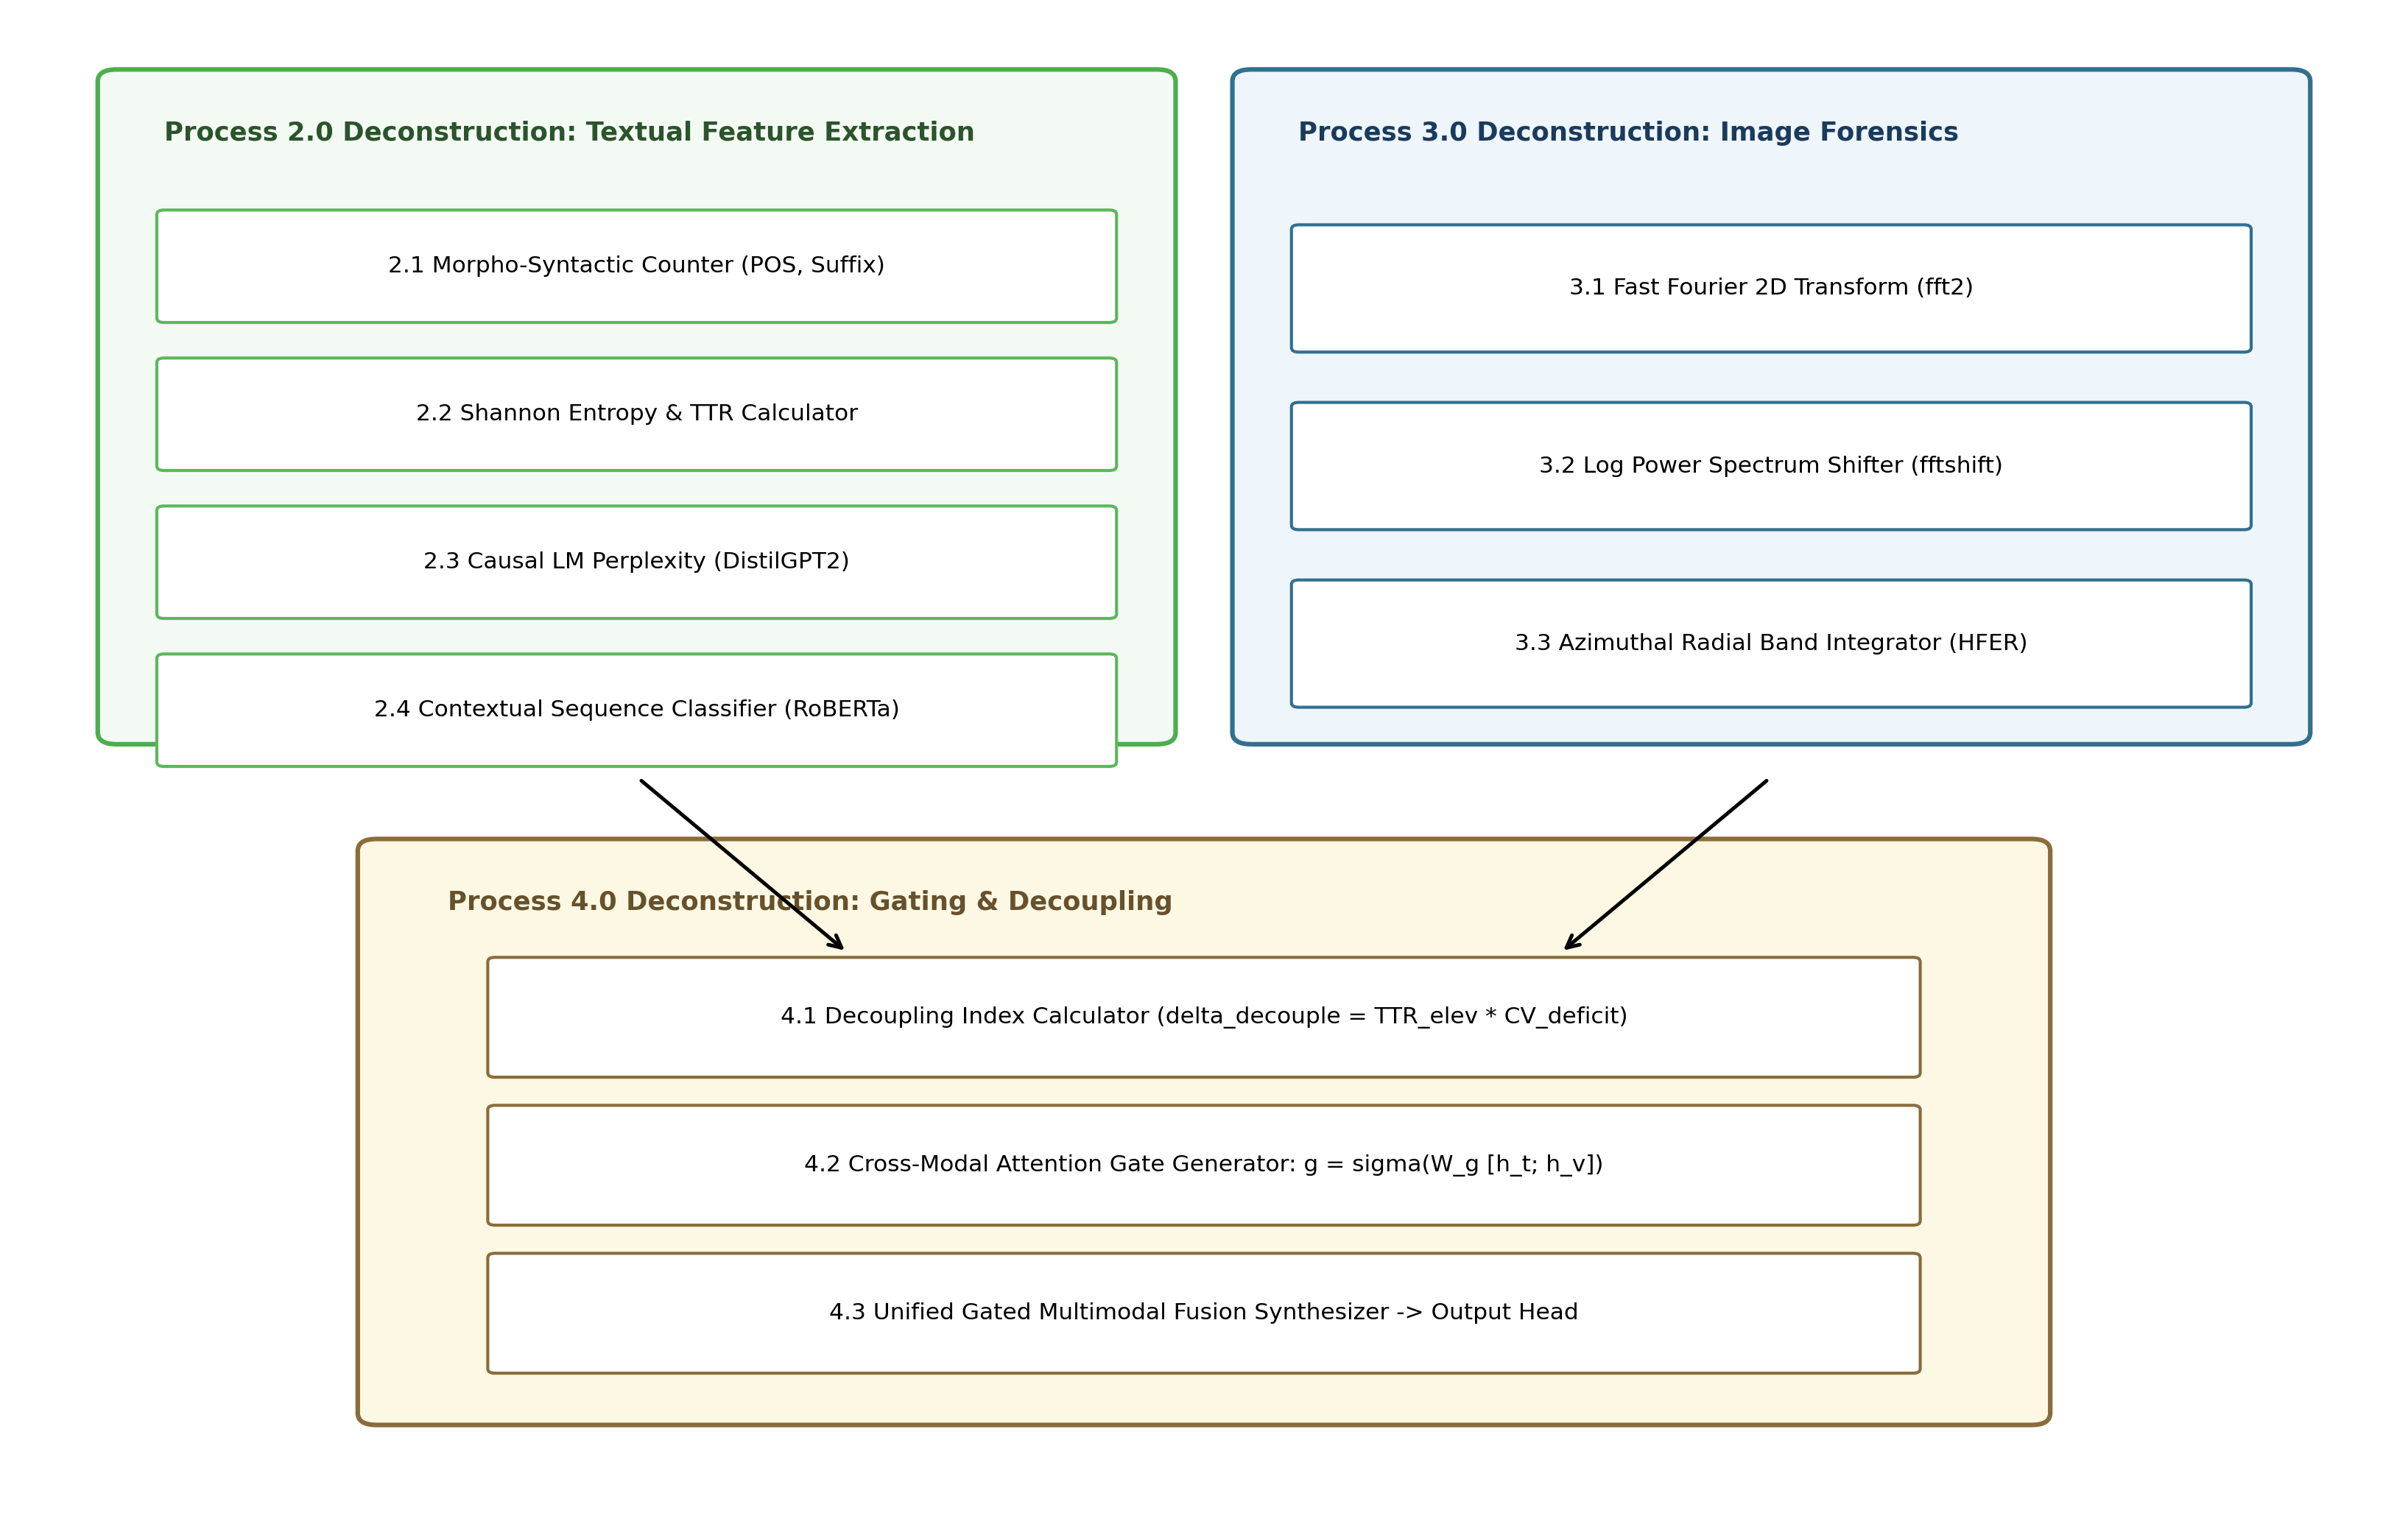 Process 2.0 Deconstruction: Textual Feature Extraction
2.1 Morpho-Syntactic Counter (POS, Suffix)
2.2 Shannon Entropy & TTR Calculator
2.3 Causal LM Perplexity (DistilGPT2)
2.4 Contextual Sequence Classifier (RoBERTa)
Process 3.0 Deconstruction: Image Forensics
3.1 Fast Fourier 2D Transform (fft2)
3.2 Log Power Spectrum Shifter (fftshift)
3.3 Azimuthal Radial Band Integrator (HFER)
Process 4.0 Deconstruction: Gating & Decoupling
4.1 Decoupling Index Calculator (delta_decouple = TTR_elev * CV_deficit)
4.2 Cross-Modal Attention Gate Generator: g = sigma(W_g [h_t; h_v])
4.3 Unified Gated Multimodal Fusion Synthesizer -> Output Head